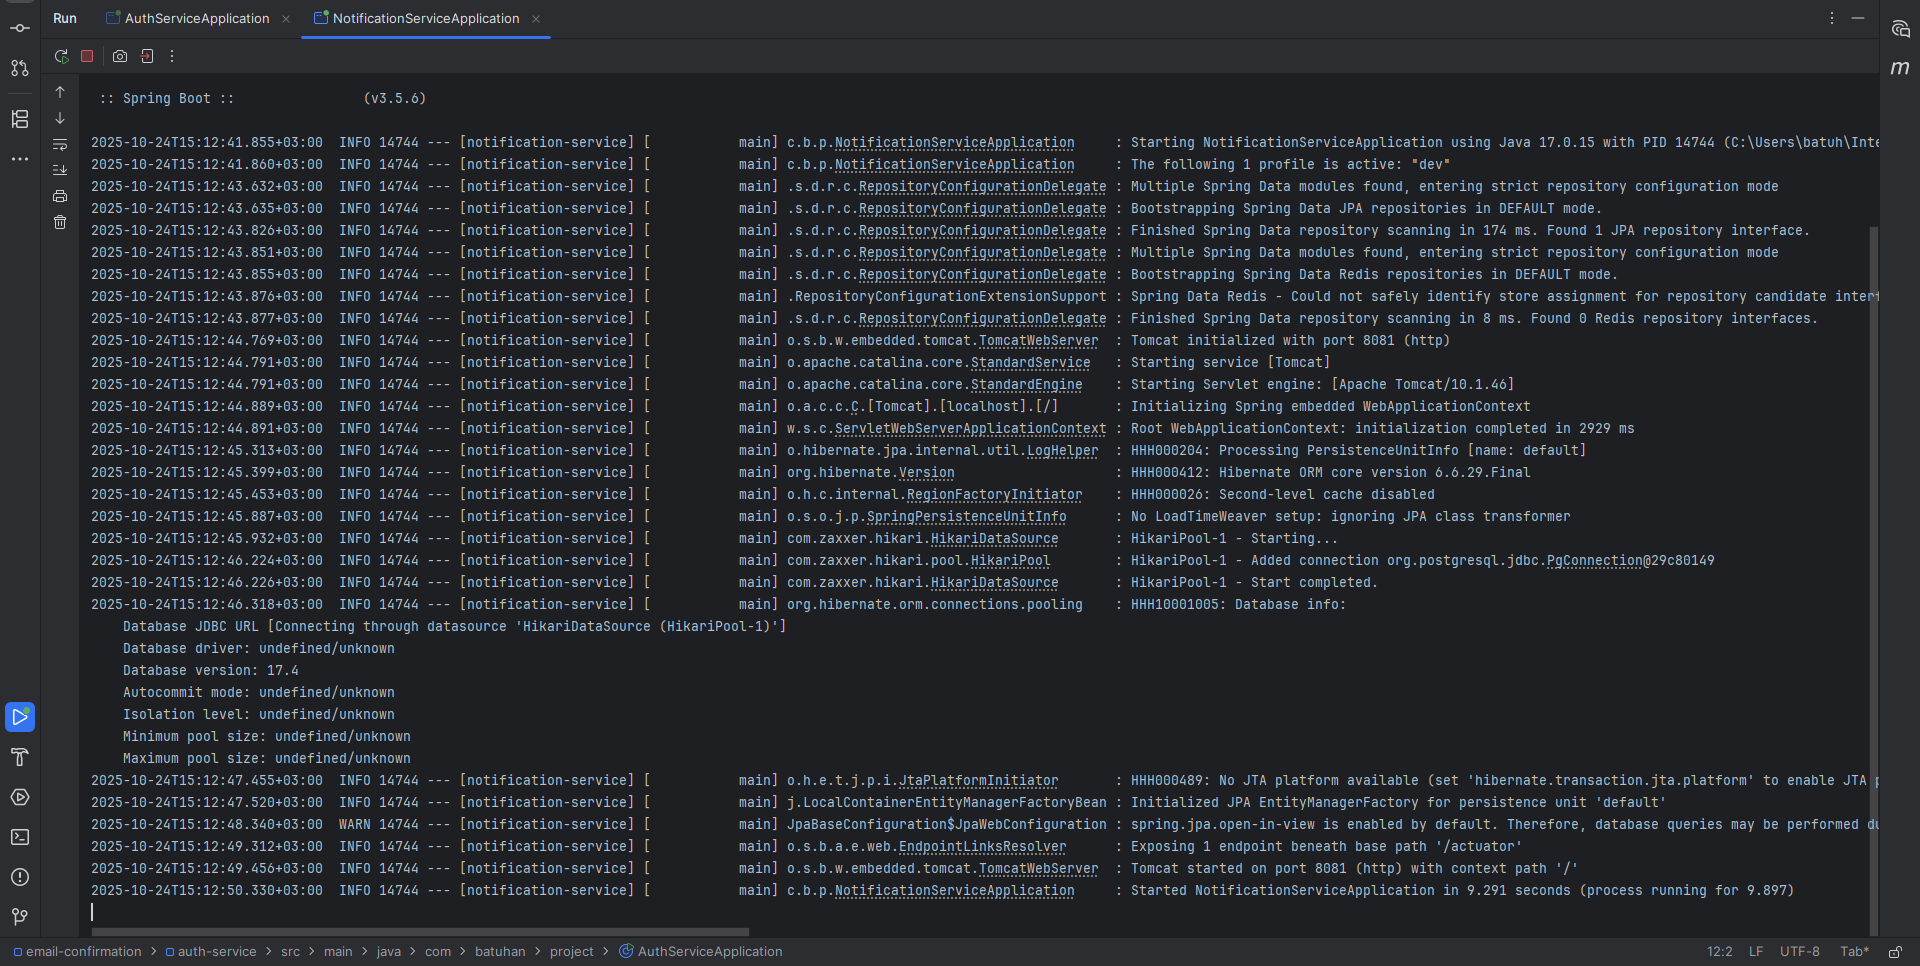 Run AuthServiceApplication NotificationServiceApplication
:: Spring Boot :: (v3.5.6)
2025-10-24T15:12:41.855+03:00 INFO 14744 --- [notification-service] [ main] c.b.p.NotificationServiceApplication : Starting NotificationServiceApplication using Java 17.0.15 with PID 14744 (C:\Users\batuh\Inte
2025-10-24T15:12:41.860+03:00 INFO 14744 --- [notification-service] [ main] c.b.p.NotificationServiceApplication : The following 1 profile is active: "dev"
2025-10-24T15:12:43.632+03:00 INFO 14744 --- [notification-service] [ main] .s.d.r.c.RepositoryConfigurationDelegate : Multiple Spring Data modules found, entering strict repository configuration mode
2025-10-24T15:12:43.635+03:00 INFO 14744 --- [notification-service] [ main] .s.d.r.c.RepositoryConfigurationDelegate : Bootstrapping Spring Data JPA repositories in DEFAULT mode.
2025-10-24T15:12:43.826+03:00 INFO 14744 --- [notification-service] [ main] .s.d.r.c.RepositoryConfigurationDelegate : Finished Spring Data repository scanning in 174 ms. Found 1 JPA repository interface.
2025-10-24T15:12:43.851+03:00 INFO 14744 --- [notification-service] [ main] .s.d.r.c.RepositoryConfigurationDelegate : Multiple Spring Data modules found, entering strict repository configuration mode
2025-10-24T15:12:43.855+03:00 INFO 14744 --- [notification-service] [ main] .s.d.r.c.RepositoryConfigurationDelegate : Bootstrapping Spring Data Redis repositories in DEFAULT mode.
2025-10-24T15:12:43.876+03:00 INFO 14744 --- [notification-service] [ main] .RepositoryConfigurationExtensionSupport : Spring Data Redis - Could not safely identify store assignment for repository candidate interf
2025-10-24T15:12:43.877+03:00 INFO 14744 --- [notification-service] [ main] .s.d.r.c.RepositoryConfigurationDelegate : Finished Spring Data repository scanning in 8 ms. Found 0 Redis repository interfaces.
2025-10-24T15:12:44.769+03:00 INFO 14744 --- [notification-service] [ main] o.s.b.w.embedded.tomcat.TomcatWebServer : Tomcat initialized with port 8081 (http)
2025-10-24T15:12:44.791+03:00 INFO 14744 --- [notification-service] [ main] o.apache.catalina.core.StandardService : Starting service [Tomcat]
2025-10-24T15:12:44.791+03:00 INFO 14744 --- [notification-service] [ main] o.apache.catalina.core.StandardEngine : Starting Servlet engine: [Apache Tomcat/10.1.46]
2025-10-24T15:12:44.889+03:00 INFO 14744 --- [notification-service] [ main] o.a.c.c.C.[Tomcat].[localhost].[/] : Initializing Spring embedded WebApplicationContext
2025-10-24T15:12:44.891+03:00 INFO 14744 --- [notification-service] [ main] w.s.c.ServletWebServerApplicationContext : Root WebApplicationContext: initialization completed in 2929 ms
2025-10-24T15:12:45.313+03:00 INFO 14744 --- [notification-service] [ main] o.hibernate.jpa.internal.util.LogHelper : HHH000204: Processing PersistenceUnitInfo [name: default]
2025-10-24T15:12:45.399+03:00 INFO 14744 --- [notification-service] [ main] org.hibernate.Version : HHH000412: Hibernate ORM core version 6.6.29.Final
2025-10-24T15:12:45.453+03:00 INFO 14744 --- [notification-service] [ main] o.h.c.internal.RegionFactoryInitiator : HHH000026: Second-level cache disabled
2025-10-24T15:12:45.887+03:00 INFO 14744 --- [notification-service] [ main] o.s.o.j.p.SpringPersistenceUnitInfo : No LoadTimeWeaver setup: ignoring JPA class transformer
2025-10-24T15:12:45.932+03:00 INFO 14744 --- [notification-service] [ main] com.zaxxer.hikari.HikariDataSource : HikariPool-1 - Starting...
2025-10-24T15:12:46.224+03:00 INFO 14744 --- [notification-service] [ main] com.zaxxer.hikari.pool.HikariPool : HikariPool-1 - Added connection org.postgresql.jdbc.PgConnection@29c80149
2025-10-24T15:12:46.226+03:00 INFO 14744 --- [notification-service] [ main] com.zaxxer.hikari.HikariDataSource : HikariPool-1 - Start completed.
2025-10-24T15:12:46.318+03:00 INFO 14744 --- [notification-service] [ main] org.hibernate.orm.connections.pooling : HHH10001005: Database info:
Database JDBC URL [Connecting through datasource 'HikariDataSource (HikariPool-1)']
Database driver: undefined/unknown
Database version: 17.4
Autocommit mode: undefined/unknown
Isolation level: undefined/unknown
Minimum pool size: undefined/unknown
Maximum pool size: undefined/unknown
2025-10-24T15:12:47.455+03:00 INFO 14744 --- [notification-service] [ main] o.h.e.t.j.p.i.JtaPlatformInitiator : HHH000489: No JTA platform available (set 'hibernate.transaction.jta.platform' to enable JTA p
2025-10-24T15:12:47.520+03:00 INFO 14744 --- [notification-service] [ main] j.LocalContainerEntityManagerFactoryBean : Initialized JPA EntityManagerFactory for persistence unit 'default'
2025-10-24T15:12:48.340+03:00 WARN 14744 --- [notification-service] [ main] JpaBaseConfiguration$JpaWebConfiguration : spring.jpa.open-in-view is enabled by default. Therefore, database queries may be performed du
2025-10-24T15:12:49.312+03:00 INFO 14744 --- [notification-service] [ main] o.s.b.a.e.web.EndpointLinksResolver : Exposing 1 endpoint beneath base path '/actuator'
2025-10-24T15:12:49.456+03:00 INFO 14744 --- [notification-service] [ main] o.s.b.w.embedded.tomcat.TomcatWebServer : Tomcat started on port 8081 (http) with context path '/'
2025-10-24T15:12:50.330+03:00 INFO 14744 --- [notification-service] [ main] c.b.p.NotificationServiceApplication : Started NotificationServiceApplication in 9.291 seconds (process running for 9.897)
email-confirmation > auth-service > src > main > java > com > batuhan > project > AuthServiceApplication 12:2 LF UTF-8 Tab*